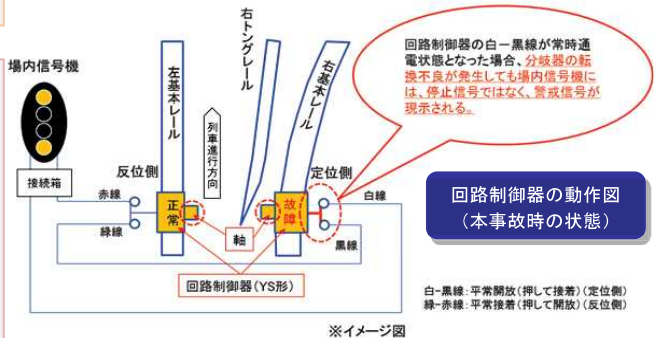 場内信号機
接続箱
赤線
緑線
反位側
左基本レール
列車進行方向
右トングレール
右基本レール
定位側
正常
故障
軸
白線
黒線
回路制御器(YS形)
回路制御器の白ー黒線が常時通
電状態となった場合、分岐器の転
換不良が発生しても場内信号機に
は、停止信号ではなく、警戒信号が
現示される。
回路制御器の動作図
(本事故時の状態)
白ー黒線:平常開放(押して接着)(定位側)
緑ー赤線:平常接着(押して開放)(反位側)
※イメージ図